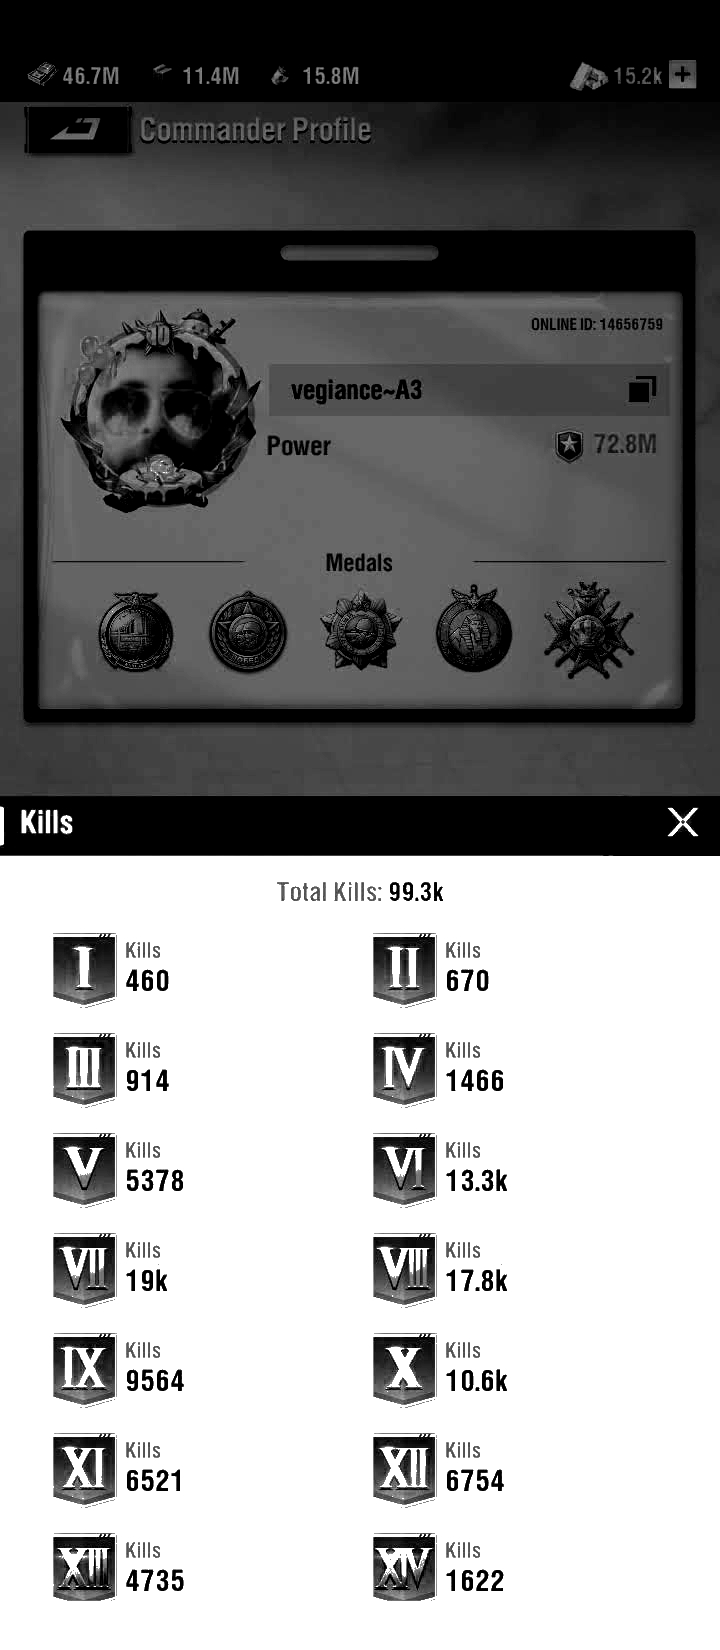 46.7M 11.4M 15.8M 15.2k
Commander Profile
10
ONLINE ID: 14656759
vegiance~A3
Power 72.8M
Medals
Kills
Total Kills: 99.3k
I Kills 460
II Kills 670
III Kills 914
IV Kills 1466
V Kills 5378
VI Kills 13.3k
VII Kills 19k
VIII Kills 17.8k
IX Kills 9564
X Kills 10.6k
XI Kills 6521
XII Kills 6754
XIII Kills 4735
XIV Kills 1622